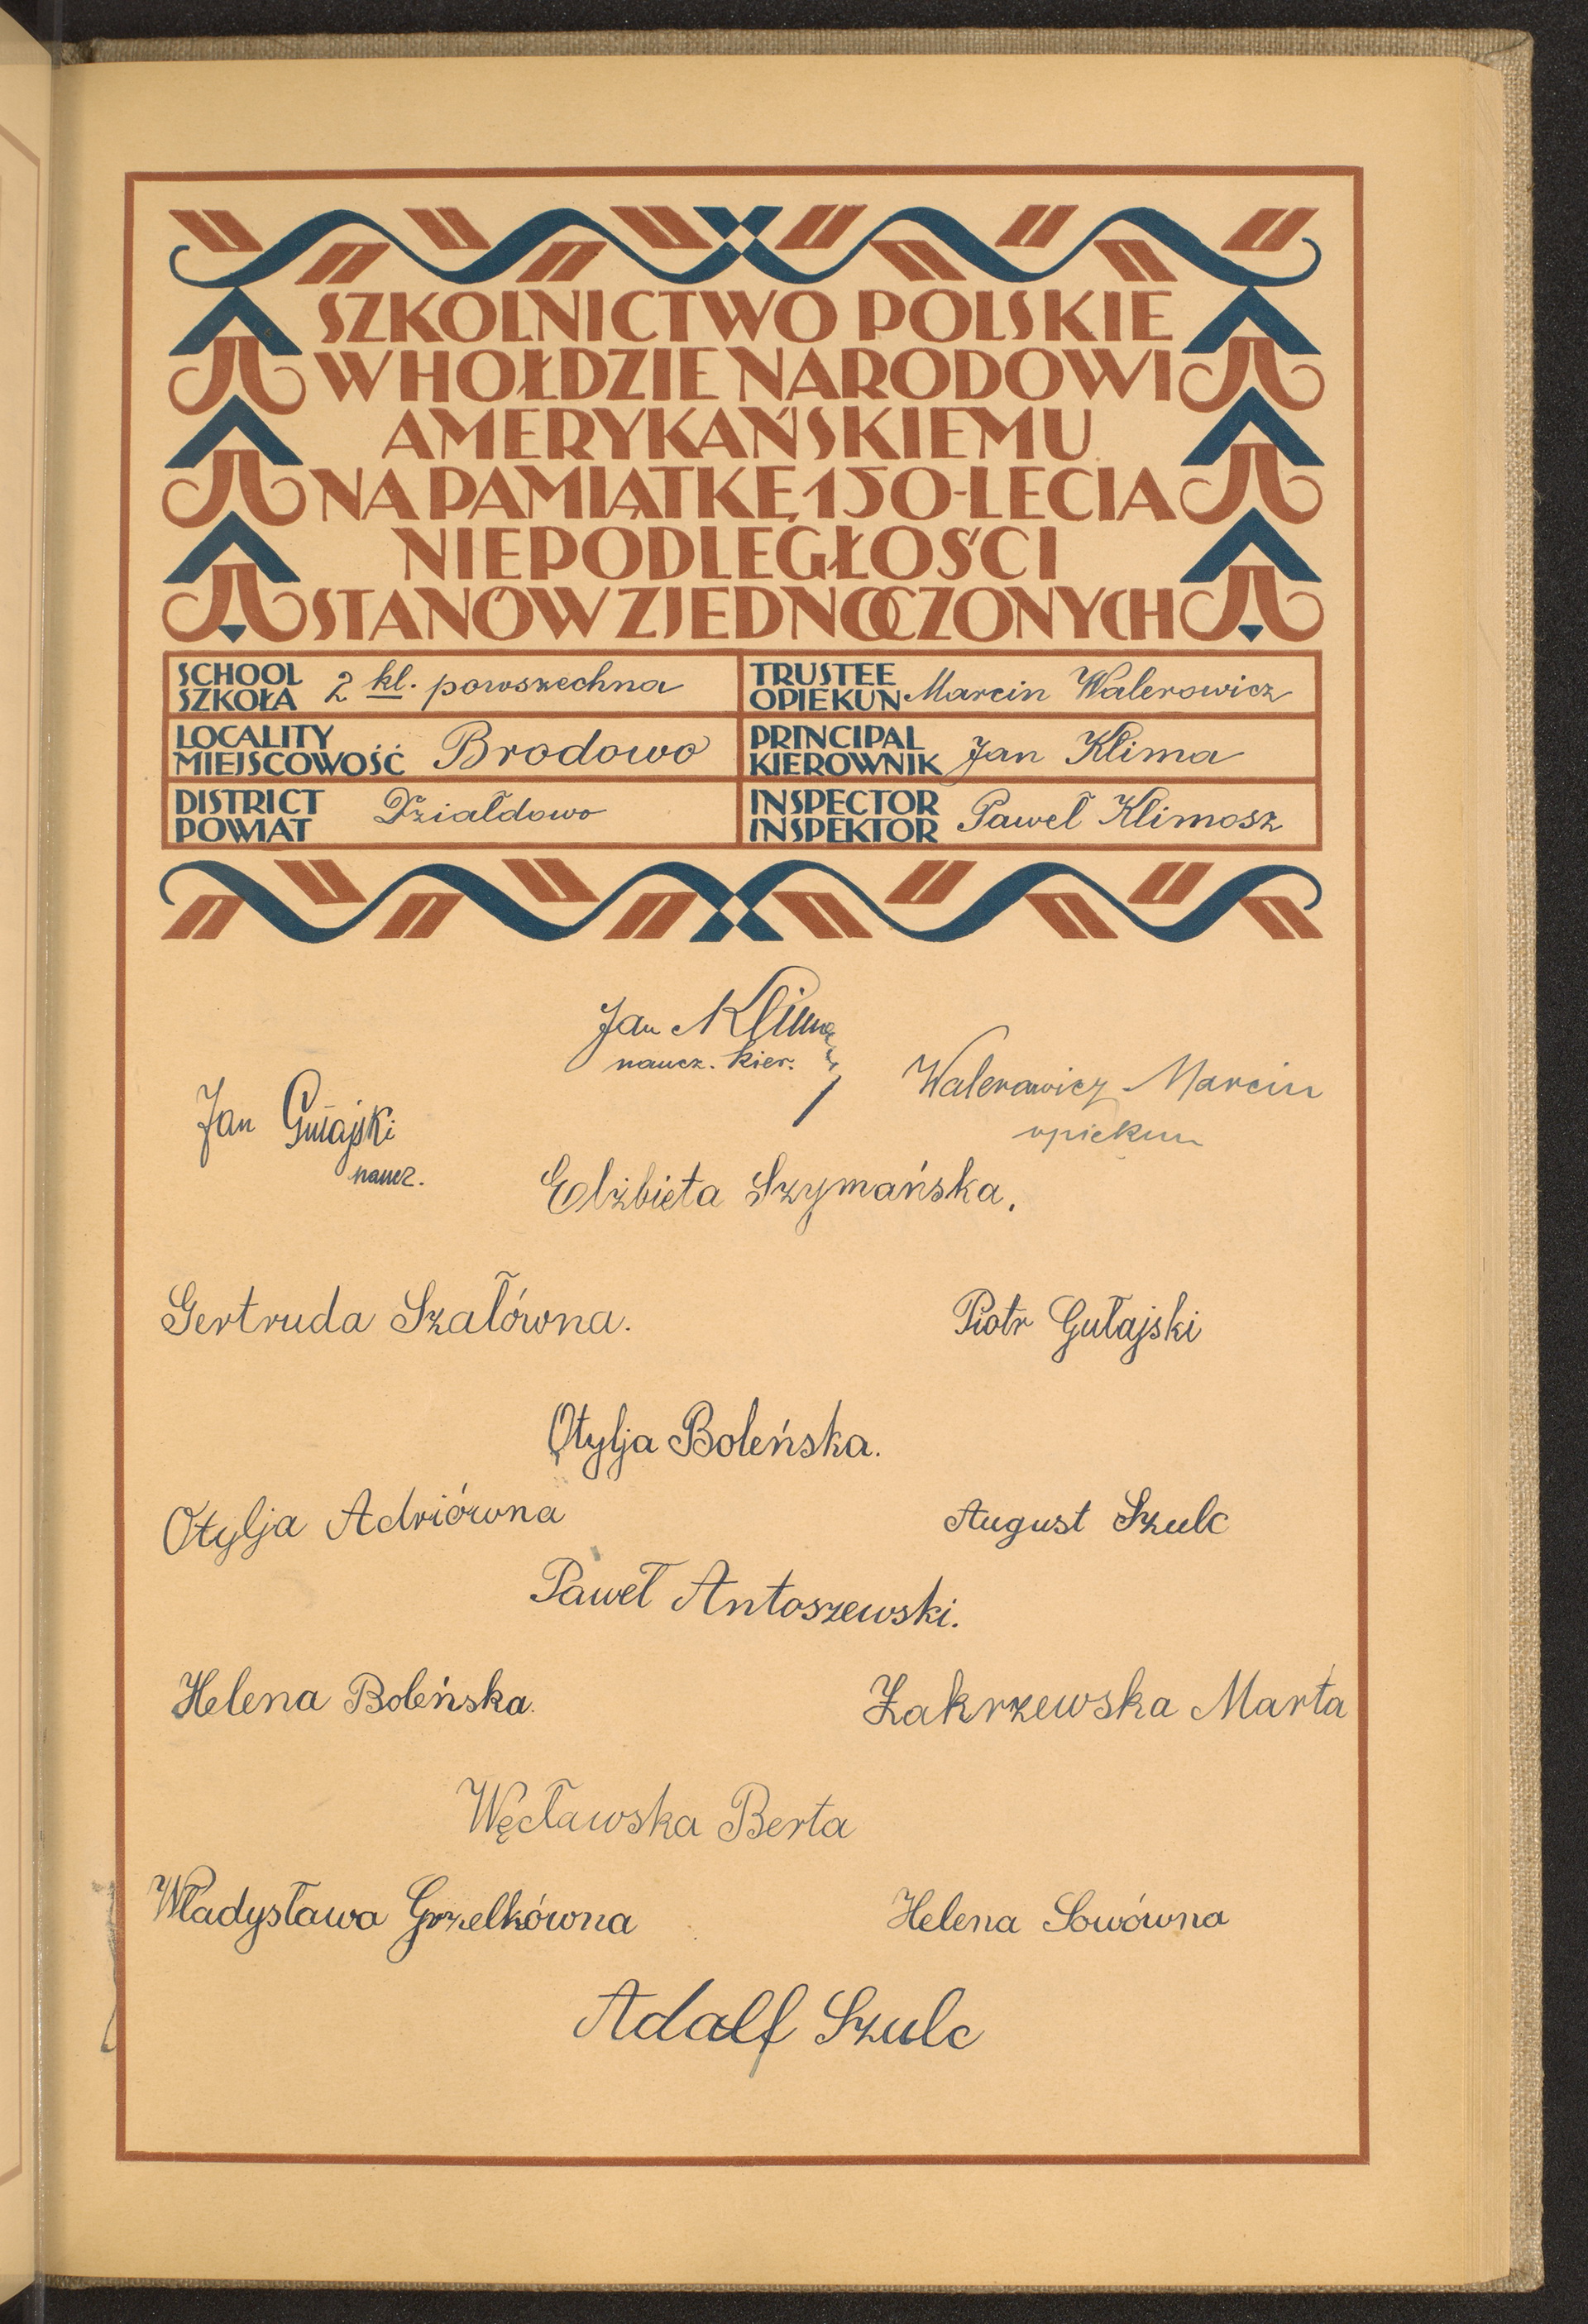 SZKOLNICTWO POLSKIE
W HOŁDZIE NARODOWI
AMERYKAŃSKIEMU
NA PAMIĄTKĘ 150-LECIA
NIEPODLEGŁOŚCI
STANÓW ZJEDNOCZONYCH
SCHOOL
SZKOŁA 2 kl. powszechna
TRUSTEE
OPIEKUN Marcin Walerowicz
LOCALITY
MIEJSCOWOŚĆ Brodowo
PRINCIPAL
KIEROWNIK Jan Klima
DISTRICT
POWIAT Działdowo
INSPECTOR
INSPEKTOR Paweł Klimosz
Jan Klima
naucz. kier.
Walerowicz Marcin
opiekun
Jan Gułajski
naucz.
Elżbieta Szymańska.
Gertruda Szałówna.
Piotr Gułajski
Otylja Boleńska.
Otylja Adriówna
August Szulc
Paweł Antoszewski.
Helena Boleńska.
Zakrzewska Marta
Węcławska Berta
Władysława Grzelkówna
Helena Sowówna
Adalf Szulc